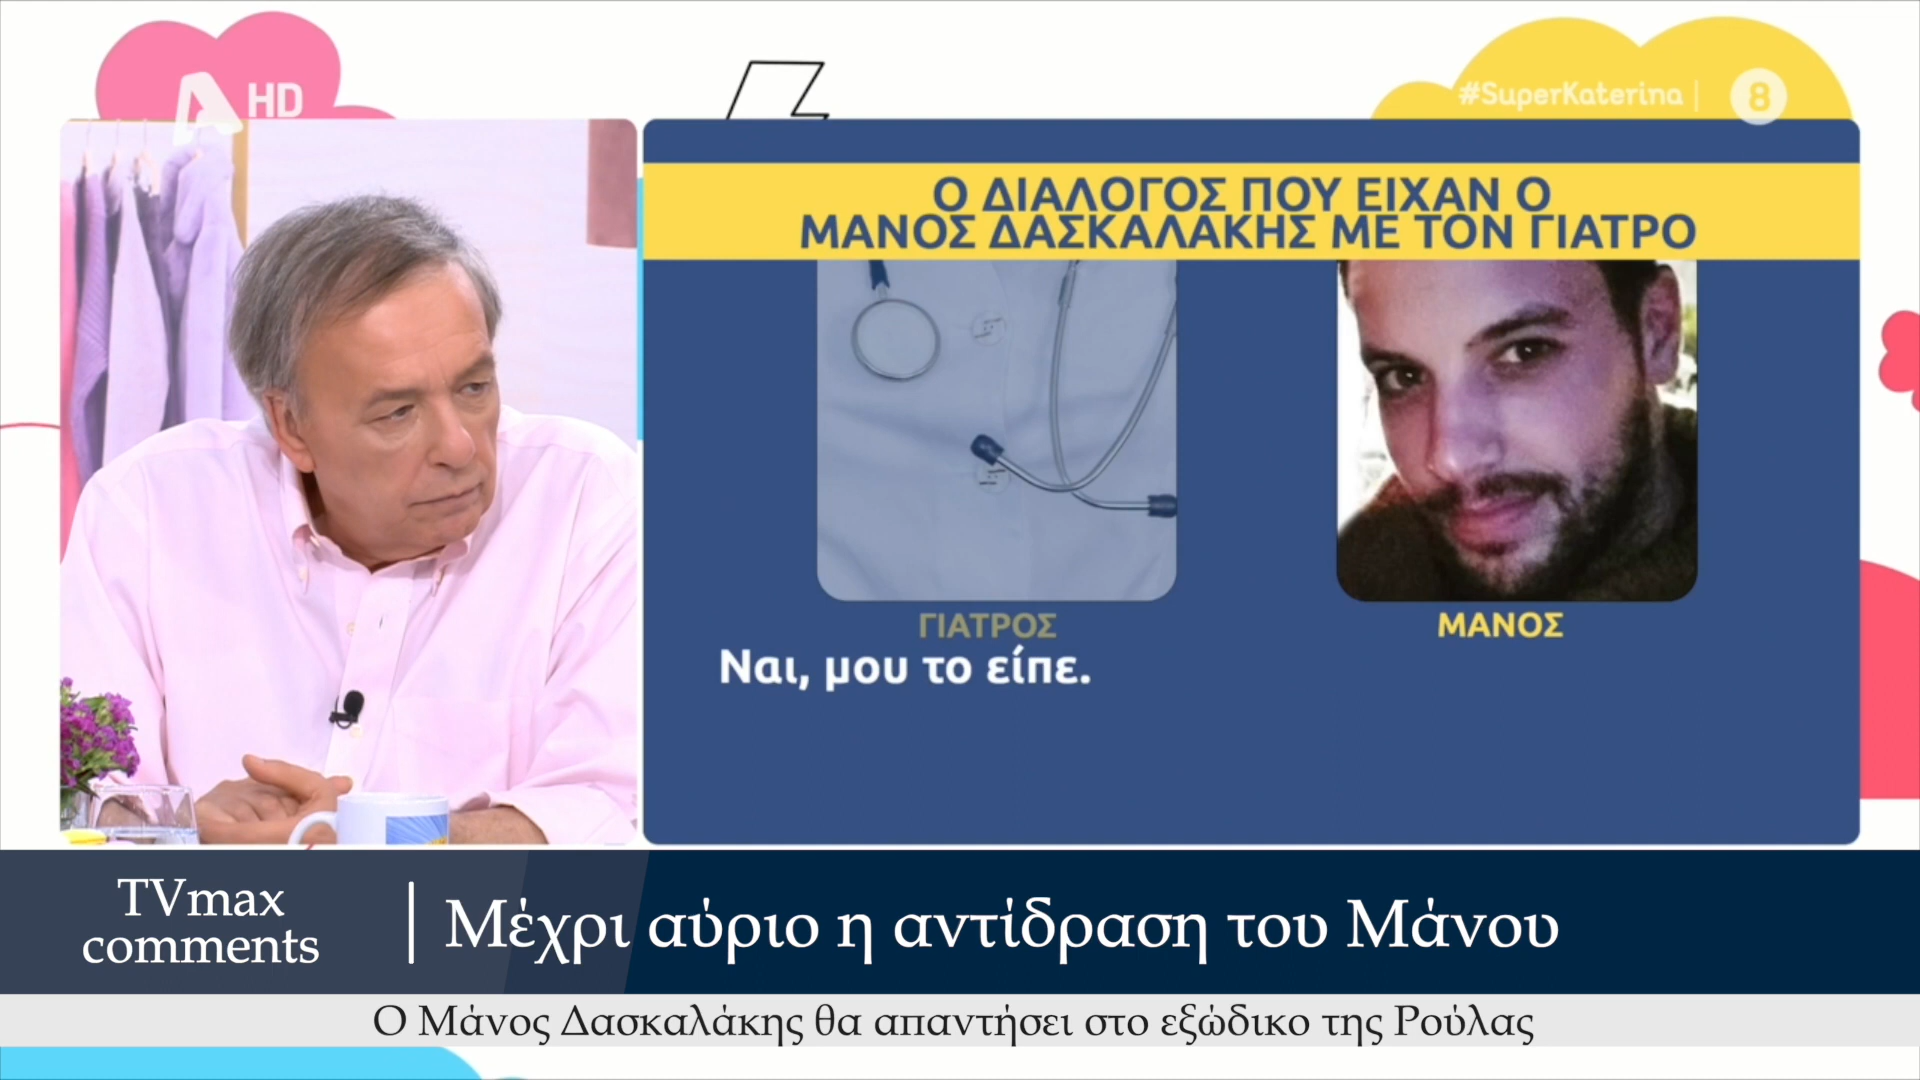 A HD
#SuperKaterina | 8
Ο ΔΙΑΛΟΓΟΣ ΠΟΥ ΕΙΧΑΝ Ο
ΜΑΝΟΣ ΔΑΣΚΑΛΑΚΗΣ ΜΕ ΤΟΝ ΓΙΑΤΡΟ
ΓΙΑΤΡΟΣ
ΜΑΝΟΣ
Ναι, μου το είπε.
TVmax
comments
Μέχρι αύριο η αντίδραση του Μάνου
Ο Μάνος Δασκαλάκης θα απαντήσει στο εξώδικο της Ρούλας